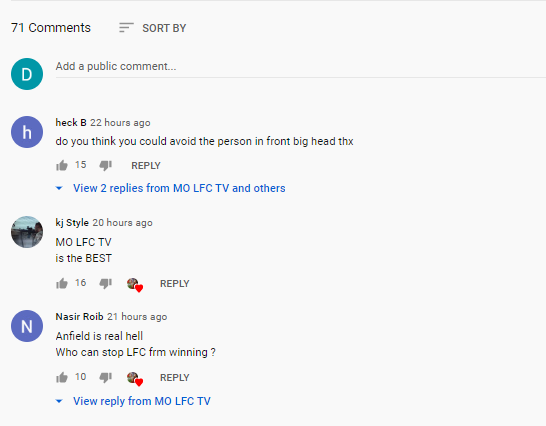 71 Comments
SORT BY
D
Add a public comment...
h
heck B 22 hours ago
do you think you could avoid the person in front big head thx
15
REPLY
View 2 replies from MO LFC TV and others
kj Style 20 hours ago
MO LFC TV
is the BEST
16
REPLY
N
Nasir Roib 21 hours ago
Anfield is real hell
Who can stop LFC frm winning ?
10
REPLY
View reply from MO LFC TV